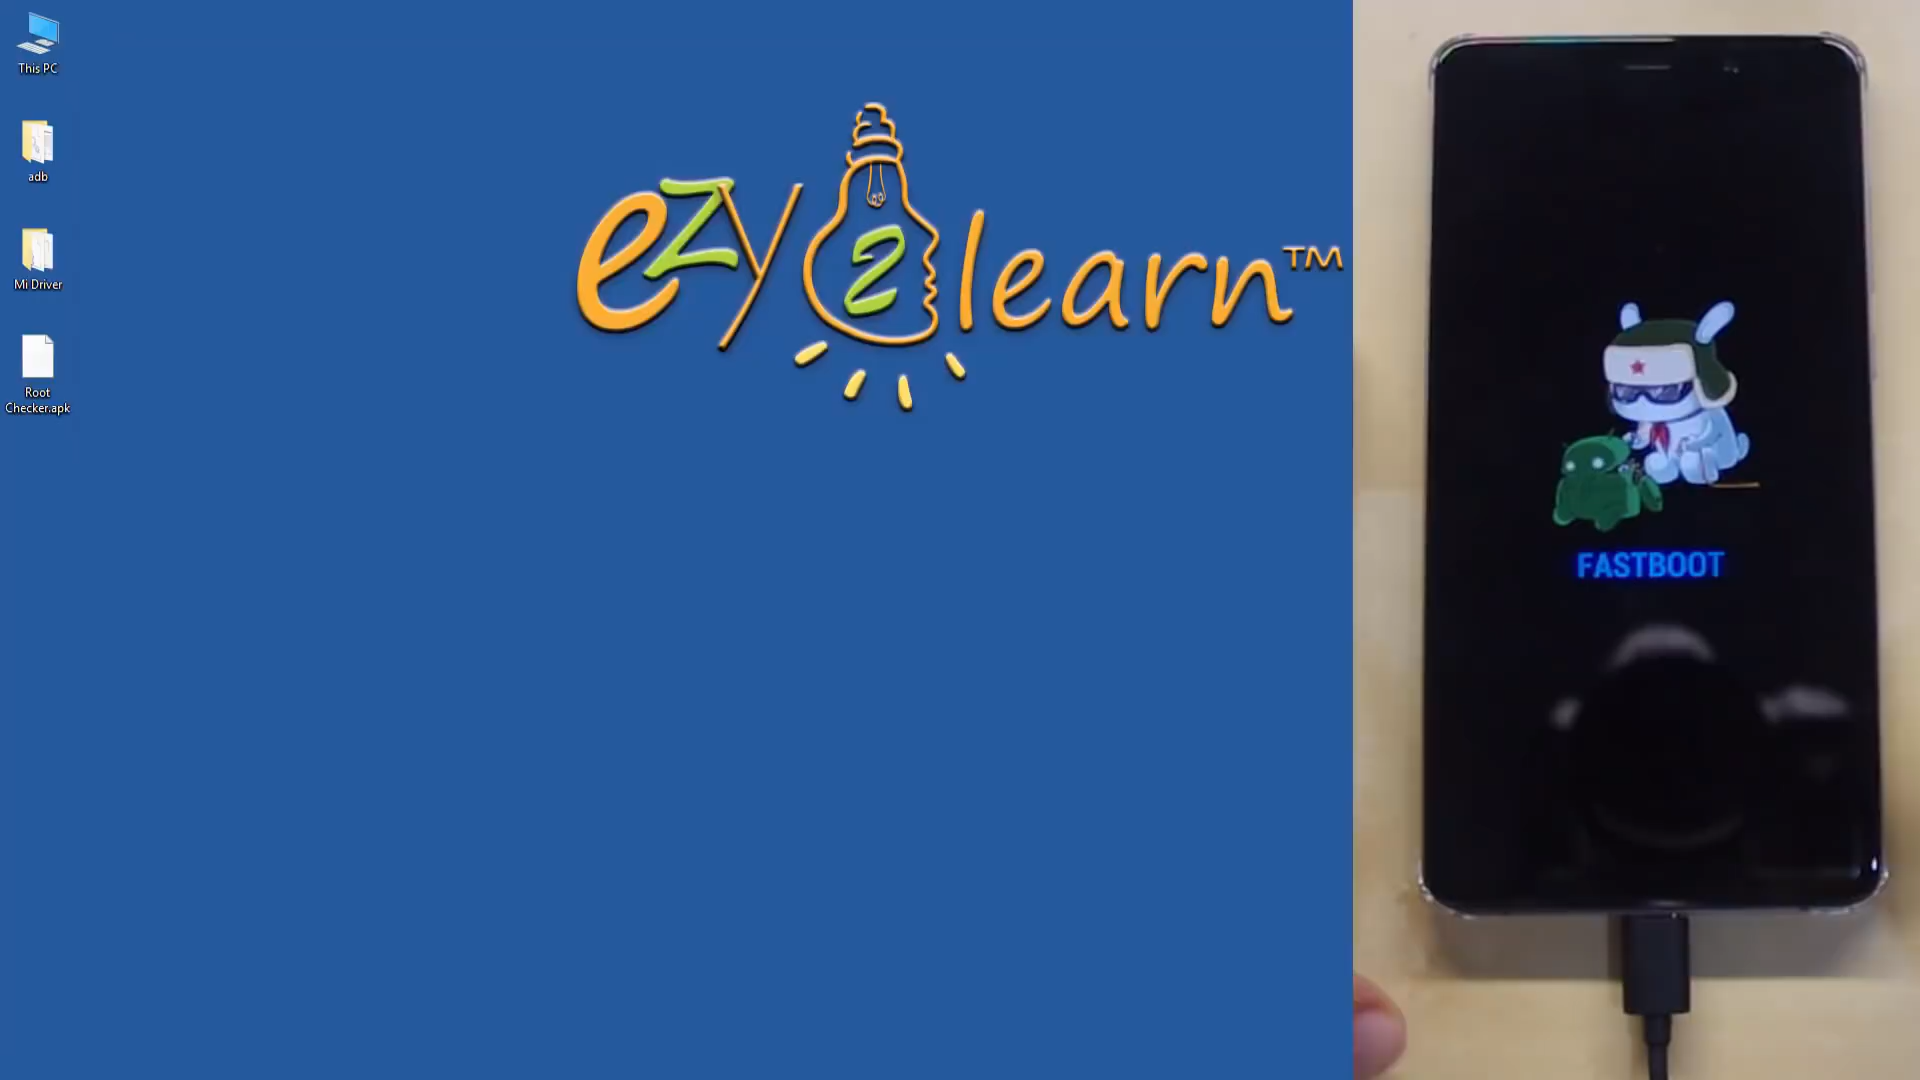 This PC
adb
Mi Driver
Root
Checker.apk
ezy2learn™
FASTBOOT